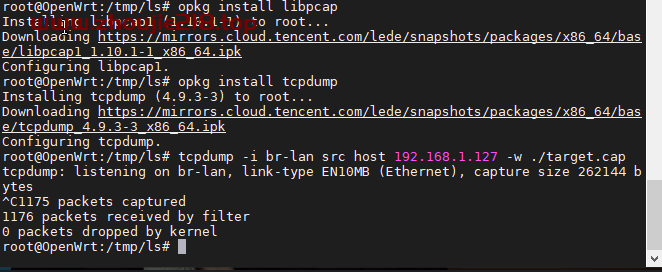 root@OpenWrt:/tmp/ls# opkg install libpcap
Installing libpcap1 (1.10.1-1) to root...
Downloading https://mirrors.cloud.tencent.com/lede/snapshots/packages/x86_64/bas
e/libpcap1_1.10.1-1_x86_64.ipk
Configuring libpcap1.
root@OpenWrt:/tmp/ls# opkg install tcpdump
Installing tcpdump (4.9.3-3) to root...
Downloading https://mirrors.cloud.tencent.com/lede/snapshots/packages/x86_64/bas
e/tcpdump_4.9.3-3_x86_64.ipk
Configuring tcpdump.
root@OpenWrt:/tmp/ls# tcpdump -i br-lan src host 192.168.1.127 -w ./target.cap
tcpdump: listening on br-lan, link-type EN10MB (Ethernet), capture size 262144 b
ytes
^C1175 packets captured
1176 packets received by filter
0 packets dropped by kernel
root@OpenWrt:/tmp/ls#